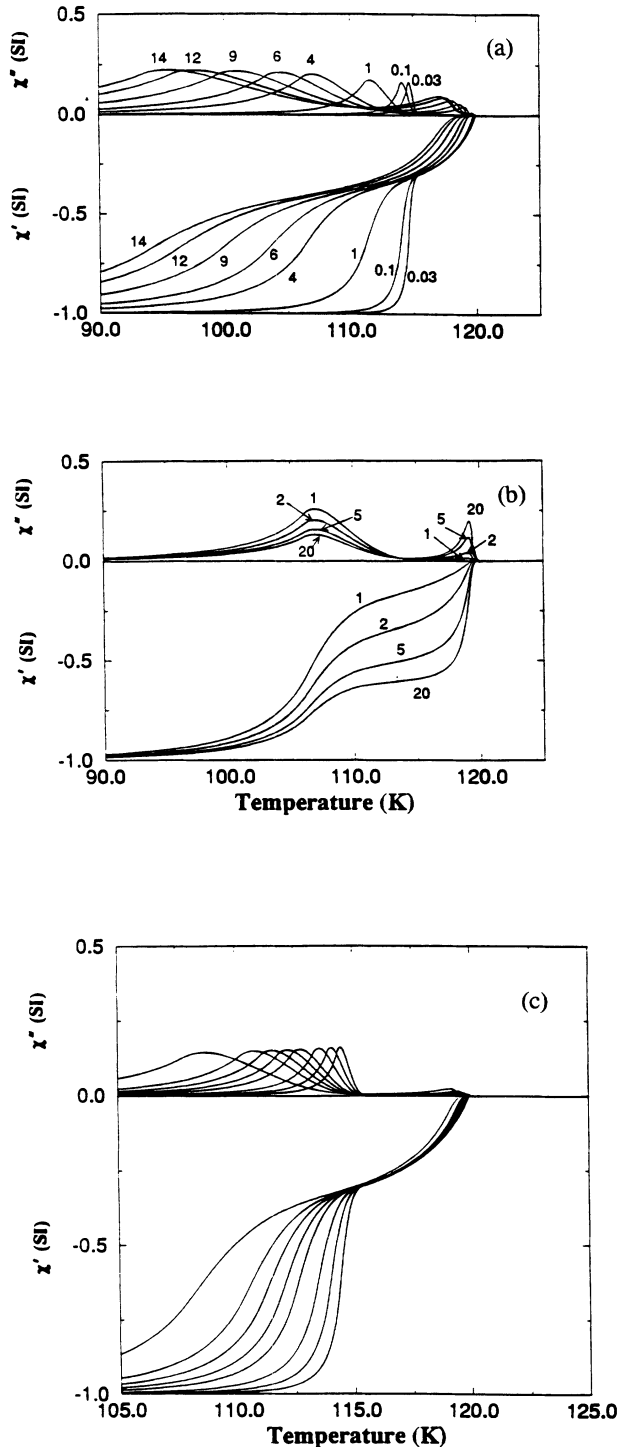 (a)
χ″ (SI)
14 12 9 6 4 1 0.1 0.03
0.0
χ′ (SI)
-0.5
14 12 9 6 4 1 0.1 0.03
-1.0
90.0 100.0 110.0 120.0
0.5
(b)
χ″ (SI)
2 1 5 20
1 5 20 2
0.0
χ′ (SI)
1
2
-0.5
5
20
-1.0
90.0 100.0 110.0 120.0
Temperature (K)
0.5
(c)
χ″ (SI)
0.0
χ′ (SI)
-0.5
-1.0
105.0 110.0 115.0 120.0 125.0
Temperature (K)